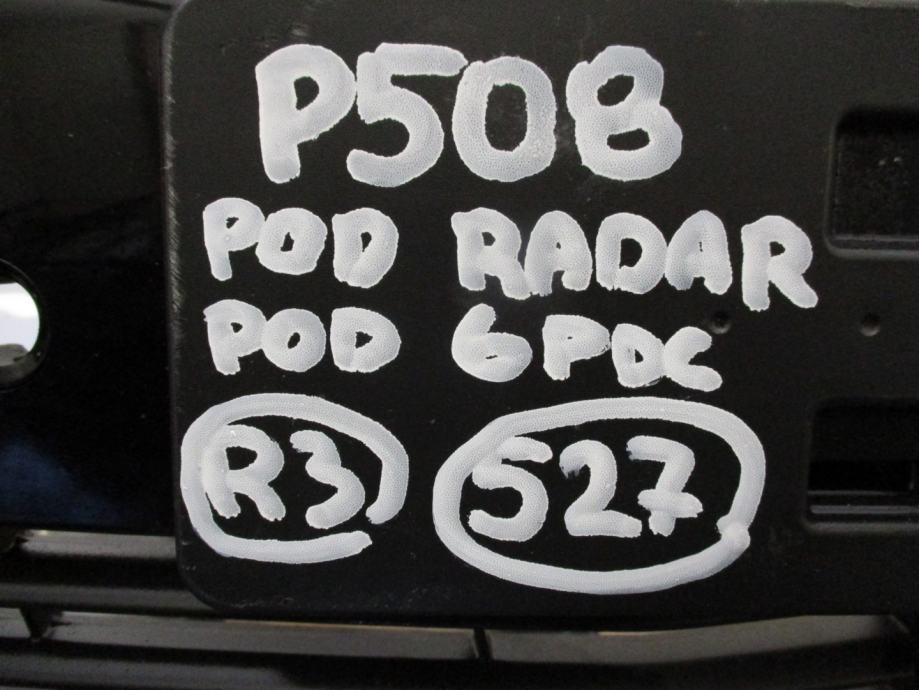 P508
POD RADAR
POD 6PDC
R3 527